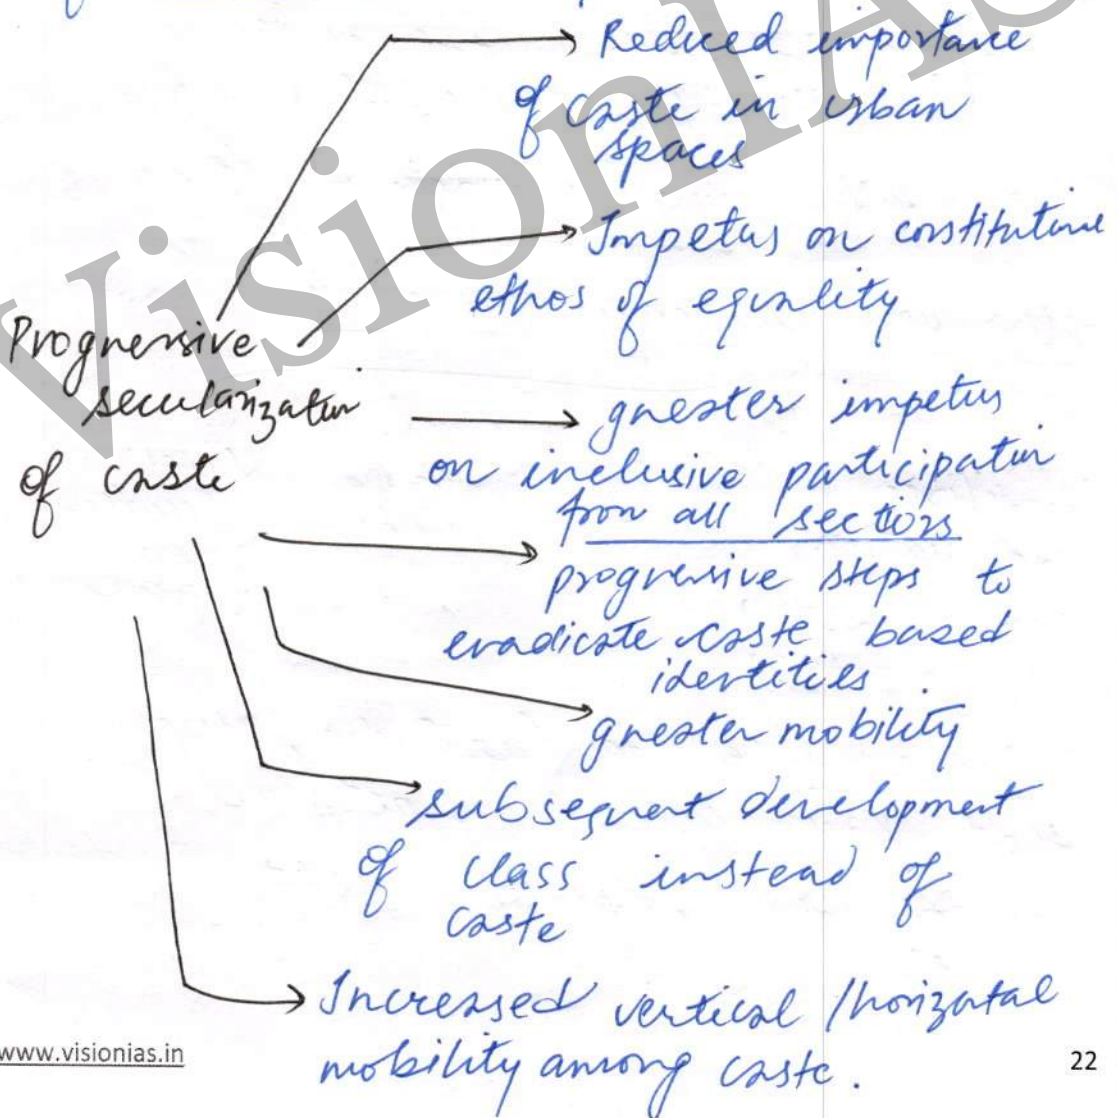 Reduced importance
of caste in urban
spaces
Impetus on constitutional
ethos of equality
Progressive
secularization
of caste
greater impetus
on inclusive participation
from all sections
progressive steps to
eradicate caste based
identities
greater mobility
subsequent development
of class instead of
caste
Increased vertical / horizontal
mobility among caste.
www.visionias.in
22
VisionIAS